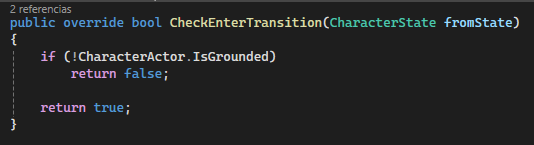 2 referencias
public override bool CheckEnterTransition(CharacterState fromState)
{
    if (!CharacterActor.IsGrounded)
        return false;

    return true;
}